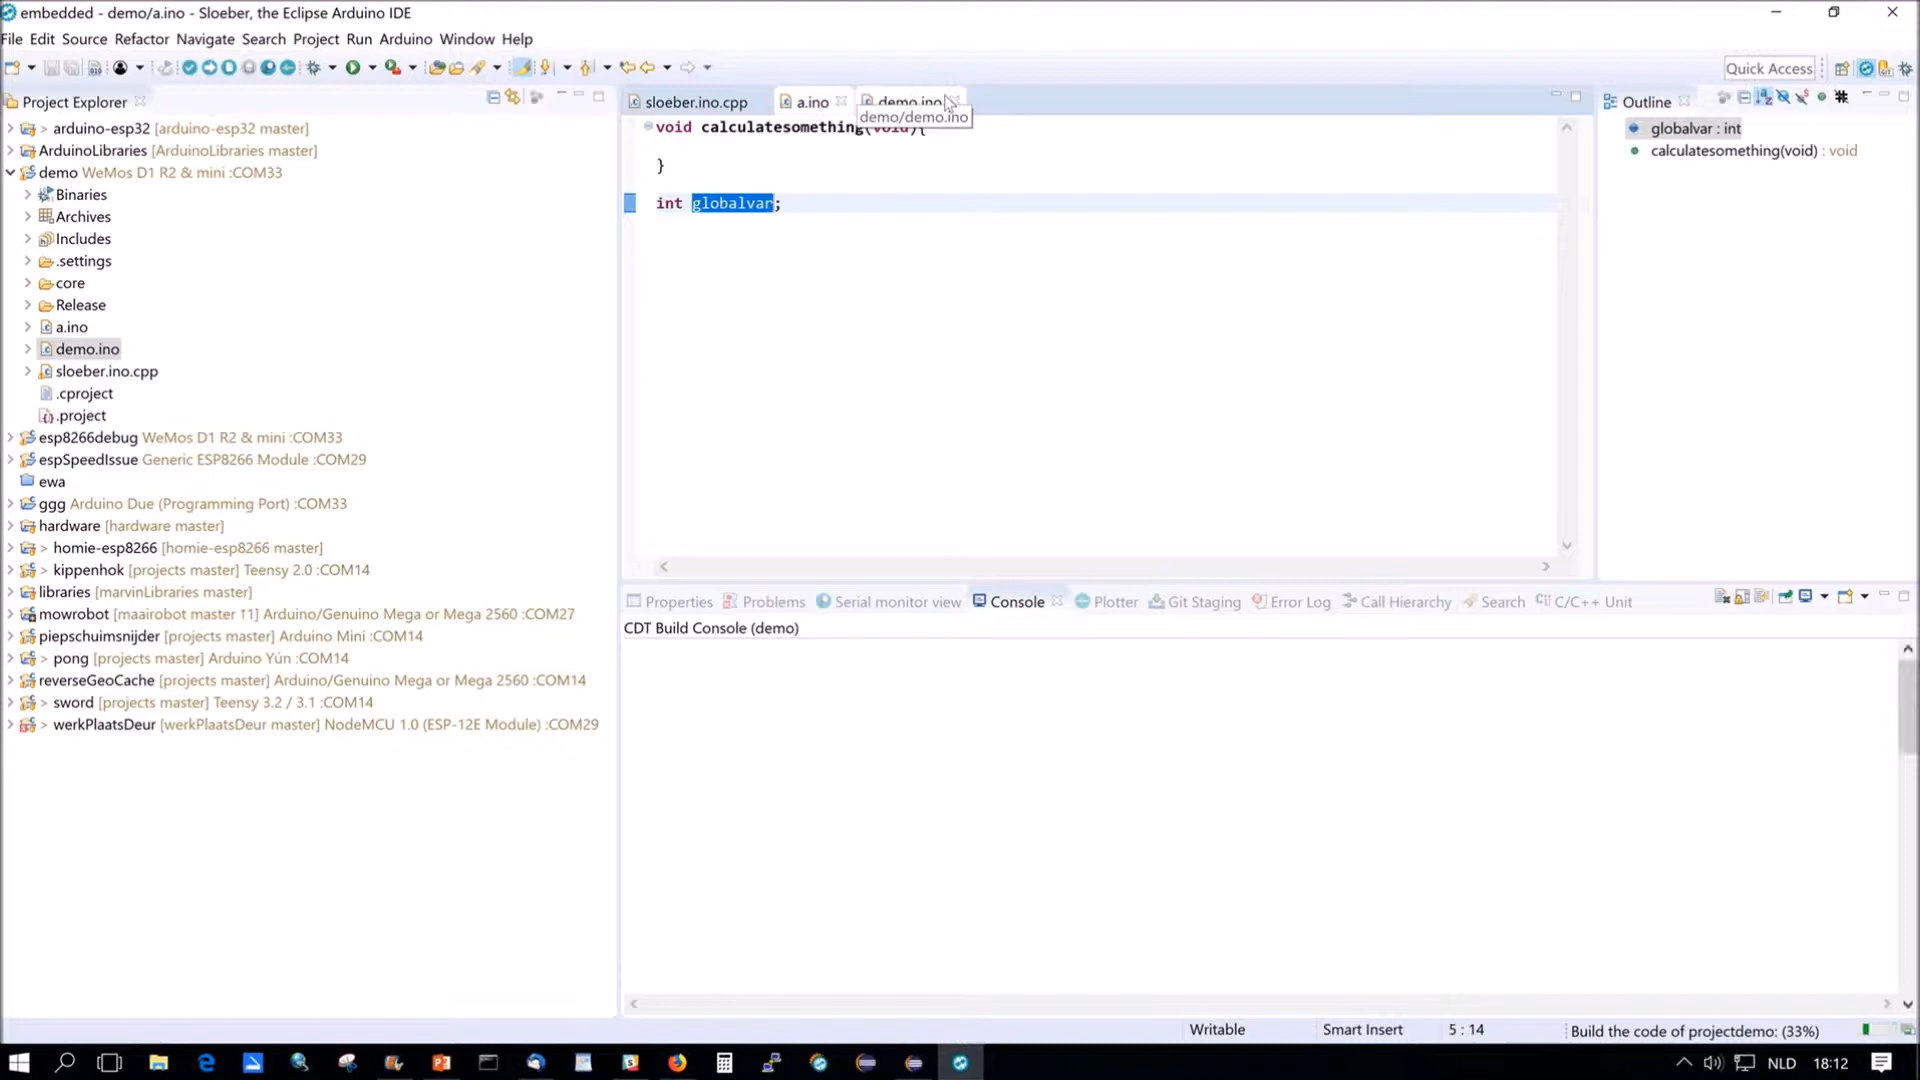 embedded - demo/a.ino - Sloeber, the Eclipse Arduino IDE
File Edit Source Refactor Navigate Search Project Run Arduino Window Help
Quick Access
Project Explorer
> arduino-esp32 [arduino-esp32 master]
ArduinoLibraries [ArduinoLibraries master]
demo WeMos D1 R2 & mini :COM33
Binaries
Archives
Includes
.settings
core
Release
a.ino
demo.ino
sloeber.ino.cpp
.cproject
.project
esp8266debug WeMos D1 R2 & mini :COM33
espSpeedIssue Generic ESP8266 Module :COM29
ewa
ggg Arduino Due (Programming Port) :COM33
hardware [hardware master]
> homie-esp8266 [homie-esp8266 master]
> kippenhok [projects master] Teensy 2.0 :COM14
libraries [marvinLibraries master]
mowrobot [maairobot master ↑1] Arduino/Genuino Mega or Mega 2560 :COM27
piepschuimsnijder [projects master] Arduino Mini :COM14
> pong [projects master] Arduino Yún :COM14
reverseGeoCache [projects master] Arduino/Genuino Mega or Mega 2560 :COM14
> sword [projects master] Teensy 3.2 / 3.1 :COM14
> werkPlaatsDeur [werkPlaatsDeur master] NodeMCU 1.0 (ESP-12E Module) :COM29
sloeber.ino.cpp a.ino demo.ino
demo/demo.ino
void calculatesomething(void){
}
int globalvar;
Outline
globalvar : int
calculatesomething(void) : void
Properties Problems Serial monitor view Console Plotter Git Staging Error Log Call Hierarchy Search C/C++ Unit
CDT Build Console (demo)
Writable Smart Insert 5 : 14 Build the code of projectdemo: (33%)
NLD 18:12